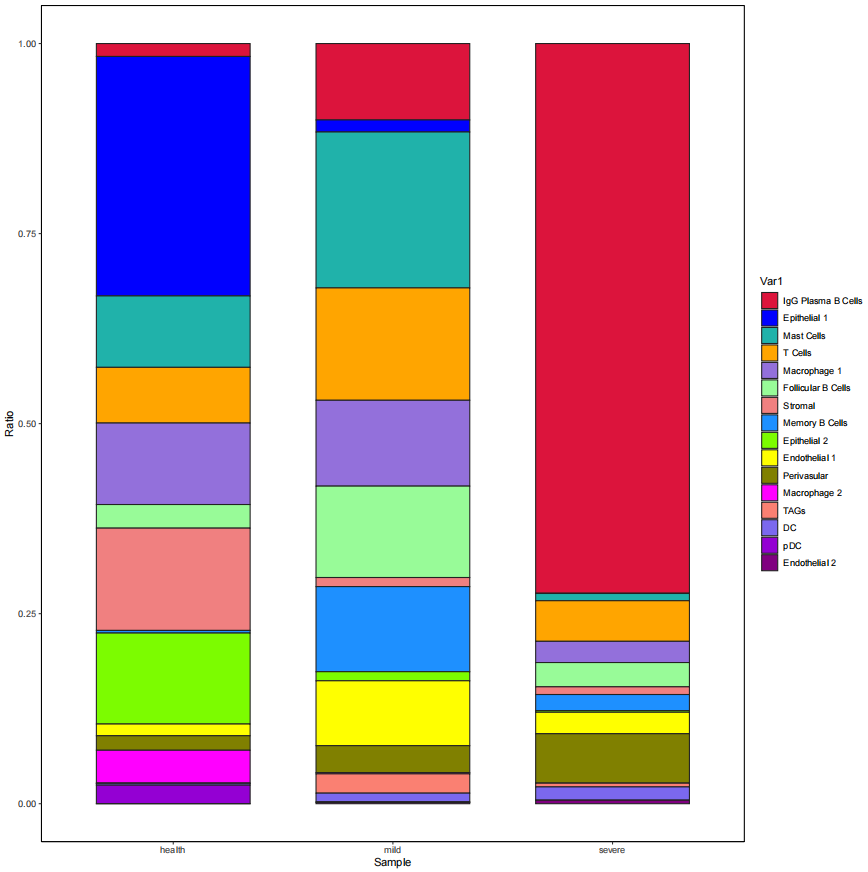 1.00
0.75
0.50
0.25
0.00
Ratio
health
mild
severe
Sample
Var1
IgG Plasma B Cells
Epithelial 1
Mast Cells
T Cells
Macrophage 1
Follicular B Cells
Stromal
Memory B Cells
Epithelial 2
Endothelial 1
Perivasular
Macrophage 2
TAGs
DC
pDC
Endothelial 2